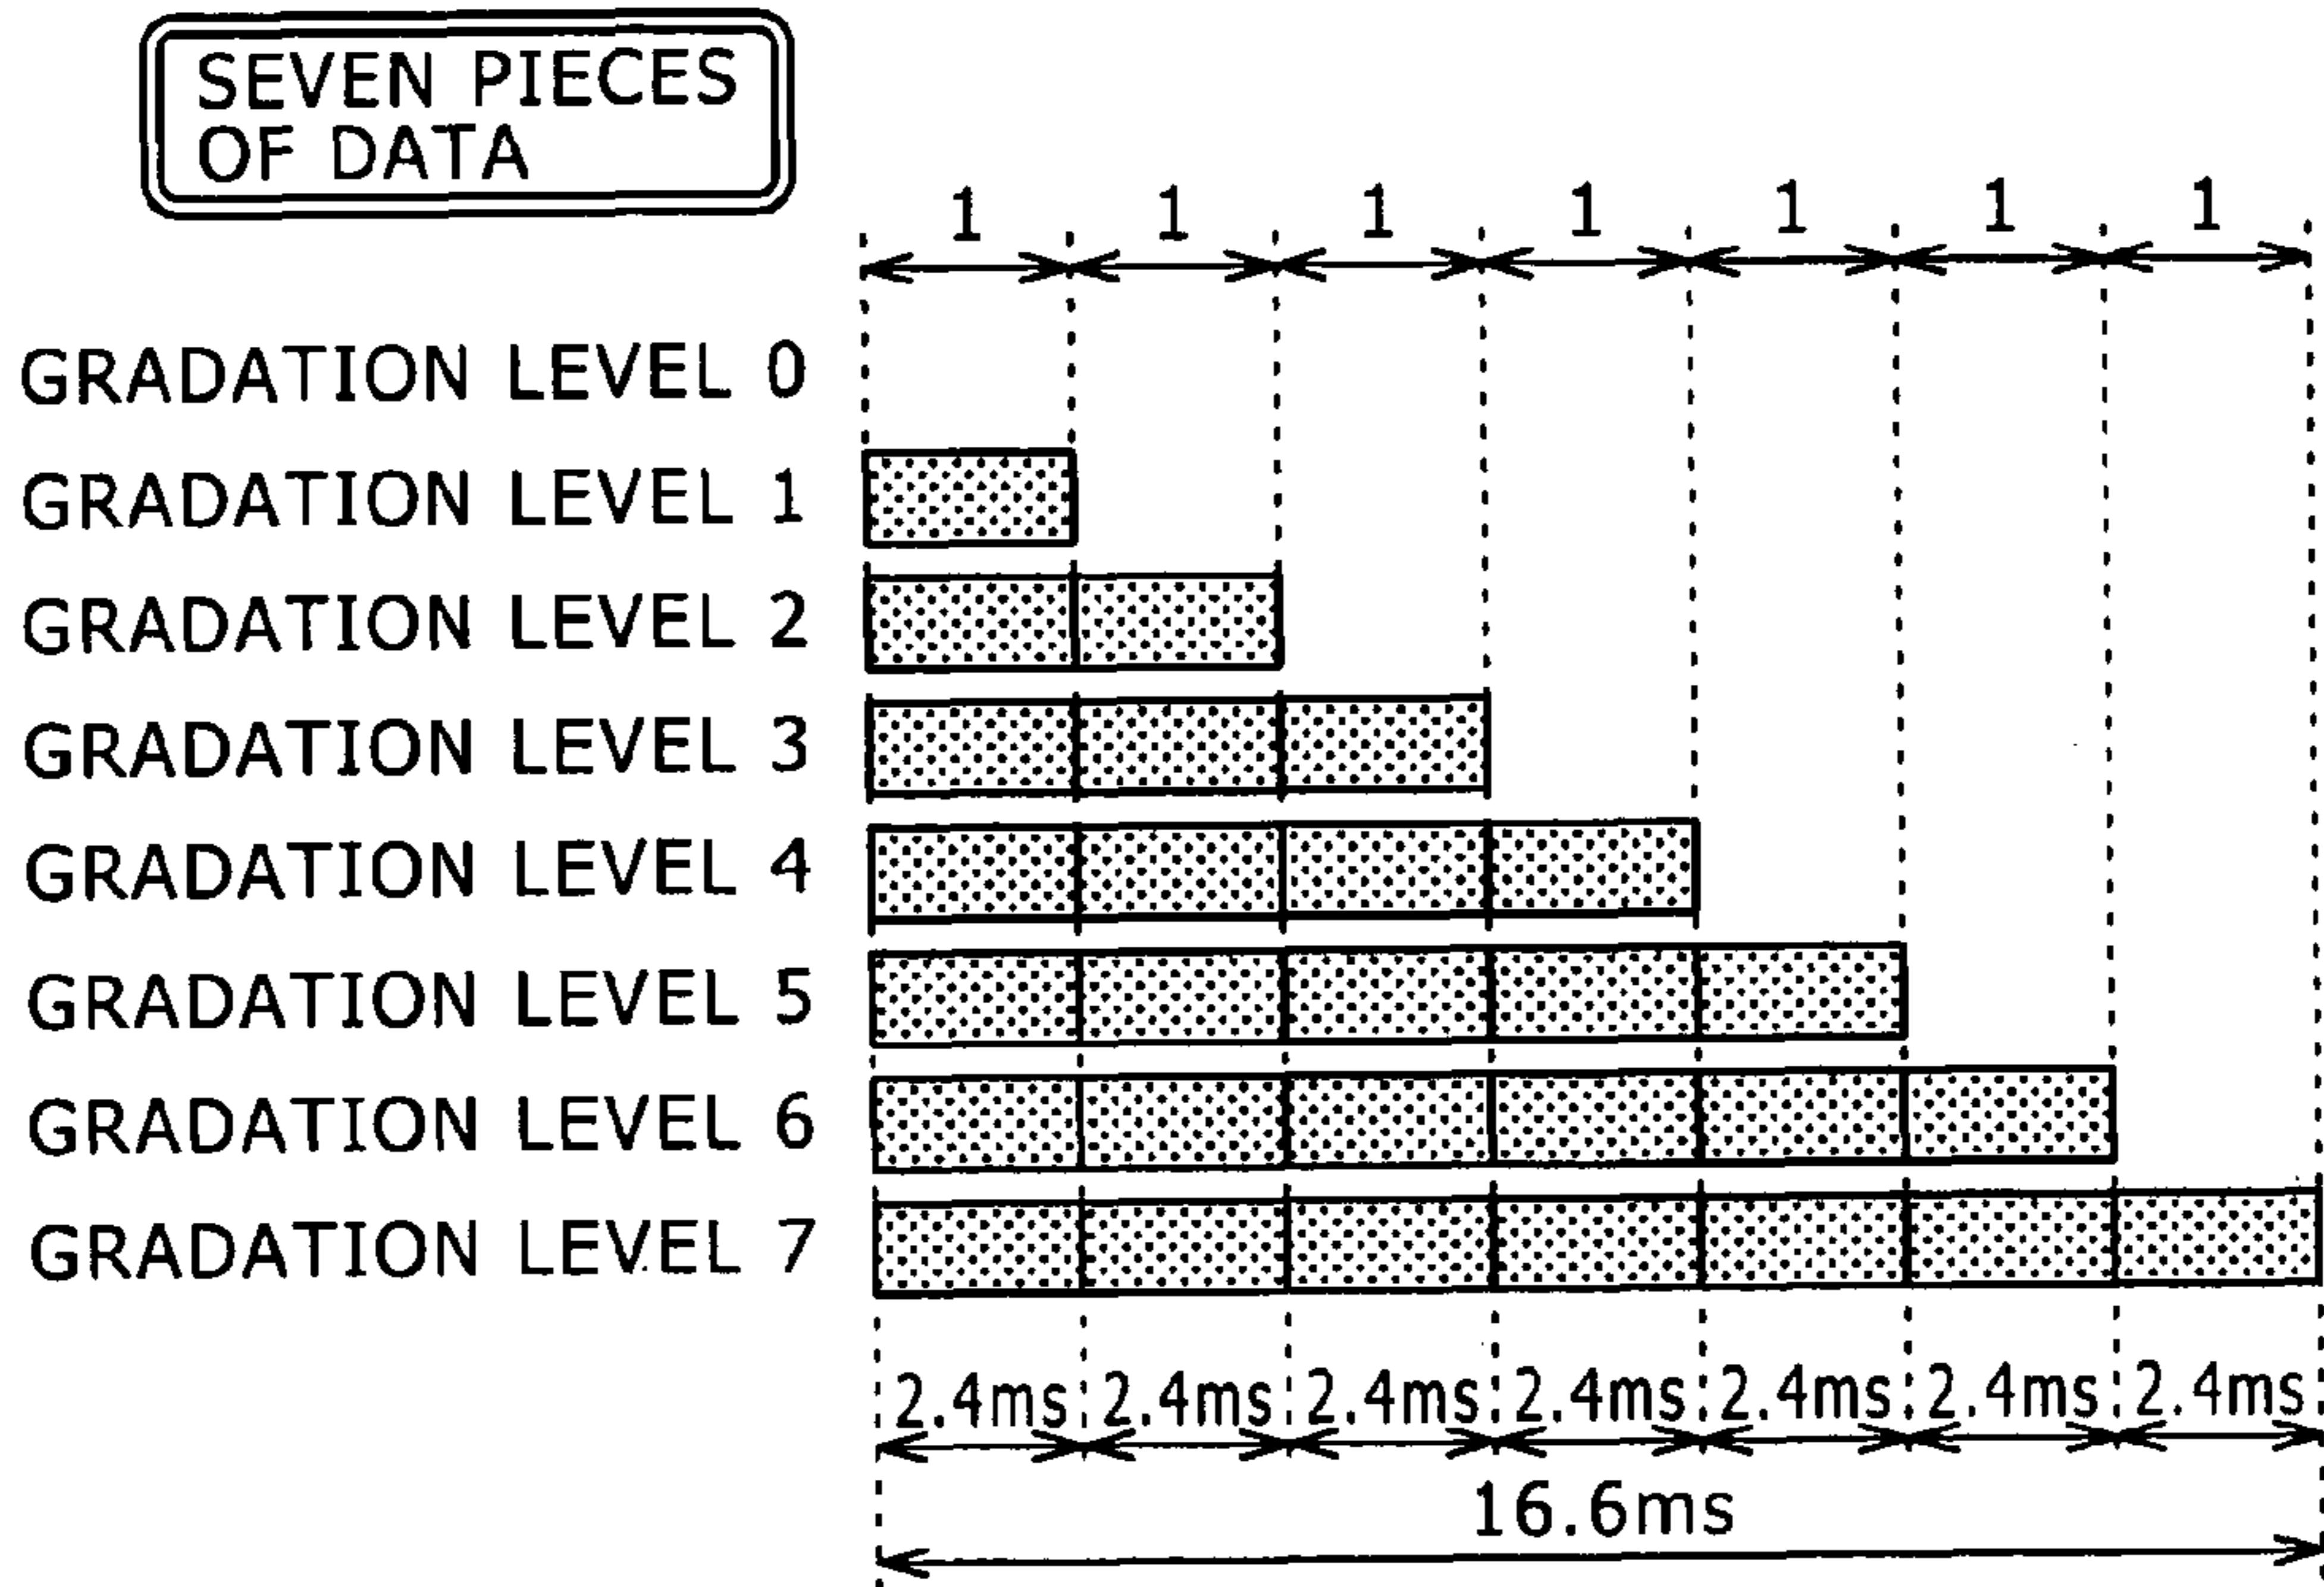 SEVEN PIECES
OF DATA
1 1 1 1 1 1 1
GRADATION LEVEL 0
GRADATION LEVEL 1
GRADATION LEVEL 2
GRADATION LEVEL 3
GRADATION LEVEL 4
GRADATION LEVEL 5
GRADATION LEVEL 6
GRADATION LEVEL 7
2.4ms 2.4ms 2.4ms 2.4ms 2.4ms 2.4ms 2.4ms
16.6ms